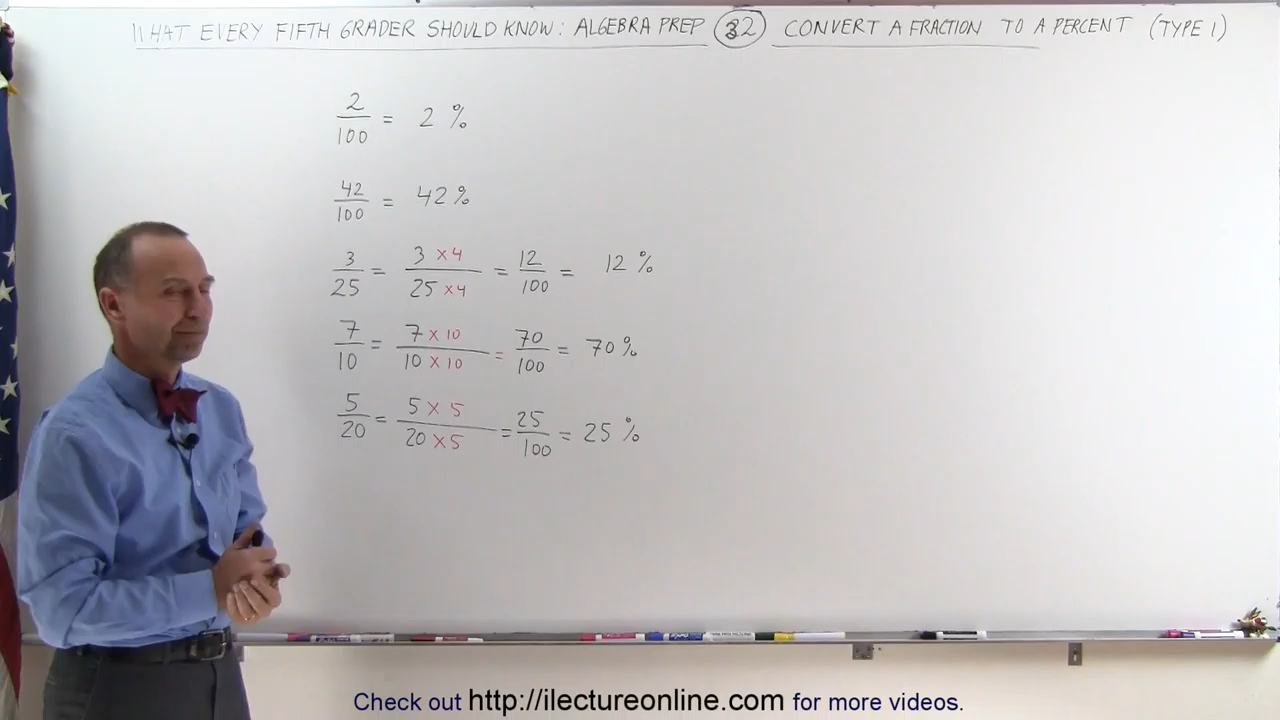 WHAT EVERY FIFTH GRADER SHOULD KNOW: ALGEBRA PREP 32 CONVERT A FRACTION TO A PERCENT (TYPE 1)
2/100 = 2 %
42/100 = 42 %
3/25 = 3 × 4/25 × 4 = 12/100 = 12 %
7/10 = 7 × 10/10 × 10 = 70/100 = 70 %
5/20 = 5 × 5/20 × 5 = 25/100 = 25 %
Check out http://ilectureonline.com for more videos.